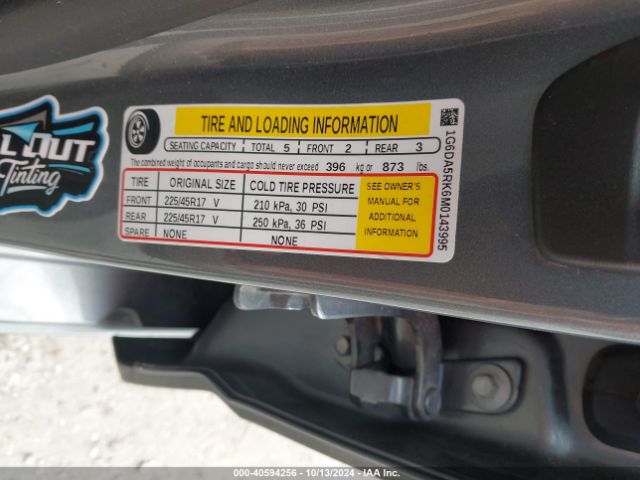 L OUT
Tinting
TIRE AND LOADING INFORMATION
SEATING CAPACITY TOTAL 5 FRONT 2 REAR 3
The combined weight of occupants and cargo should never exceed 396 kg or 873 lbs.
TIRE ORIGINAL SIZE COLD TIRE PRESSURE
FRONT 225/45R17 V 210 kPa, 30 PSI
REAR 225/45R17 V 250 kPa, 36 PSI
SPARE NONE NONE
SEE OWNER'S
MANUAL FOR
ADDITIONAL
INFORMATION
1G6DA5RK6M0143995
000-40594256 - 10/13/2024 - IAA Inc.